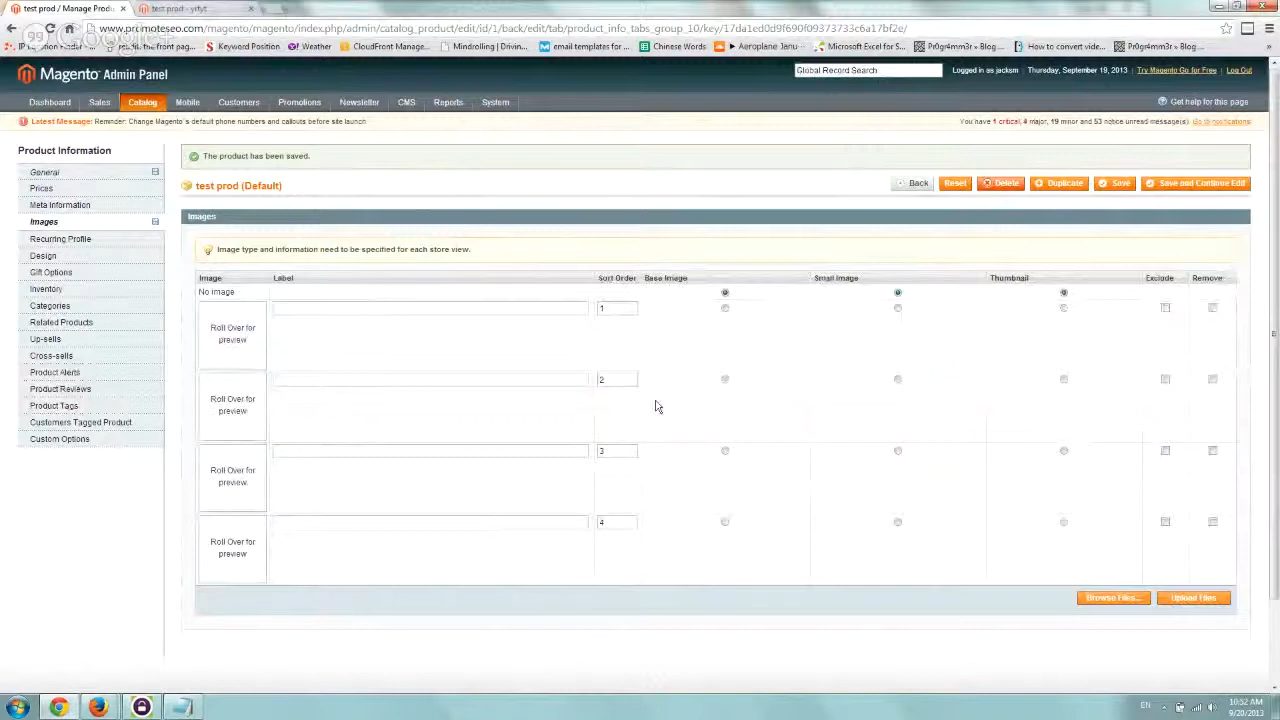 test prod / Manage Produc
test prod - yrfyt
www.promoteseo.com/magento/magento/index.php/admin/catalog_product/edit/id/1/back/edit/tab/product_info_tabs_group_10/key/17da1ed0d9f690f09373733c6a17bf2e/
Keyword Position
Weather
CloudFront Manage...
Mindrolling | Drivin...
email templates for ...
Chinese Words
Aeroplane Janu...
Microsoft Excel for S...
Pr0gr4mm3r » Blog...
How to convert vide...
Pr0gr4mm3r » Blog...
Magento Admin Panel
Global Record Search
Logged in as jacksm
Thursday, September 19, 2013
Try Magento Go for Free
Log Out
Dashboard
Sales
Catalog
Mobile
Customers
Promotions
Newsletter
CMS
Reports
System
Get help for this page
Latest Message: Reminder: Change Magento`s default phone numbers and callouts before site launch
You have 1 critical, 4 major, 19 minor and 53 notice unread message(s). Go to notifications
Product Information
General
Prices
Meta Information
Images
Recurring Profile
Design
Gift Options
Inventory
Categories
Related Products
Up-sells
Cross-sells
Product Alerts
Product Reviews
Product Tags
Customers Tagged Product
Custom Options
The product has been saved.
test prod (Default)
Back
Reset
Delete
Duplicate
Save
Save and Continue Edit
Images
Image type and information need to be specified for each store view.
Image Label Sort Order Base Image Small Image Thumbnail Exclude Remove
No image
Roll Over for
preview
1
Roll Over for
preview
2
Roll Over for
preview
3
Roll Over for
preview
4
Browse Files...
Upload Files
EN
10:52 AM
9/20/2013